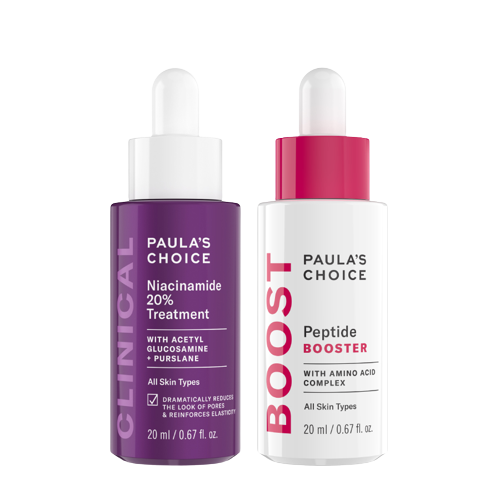 CLINICAL
PAULA'S
CHOICE
Niacinamide
20%
Treatment
WITH ACETYL
GLUCOSAMINE
+ PURSLANE
All Skin Types
DRAMATICALLY REDUCES
THE LOOK OF PORES
& REINFORCES ELASTICITY
20 ml / 0.67 fl. oz.
BOOST
PAULA'S
CHOICE
Peptide
BOOSTER
WITH AMINO ACID
COMPLEX
All Skin Types
20 ml / 0.67 fl. oz.